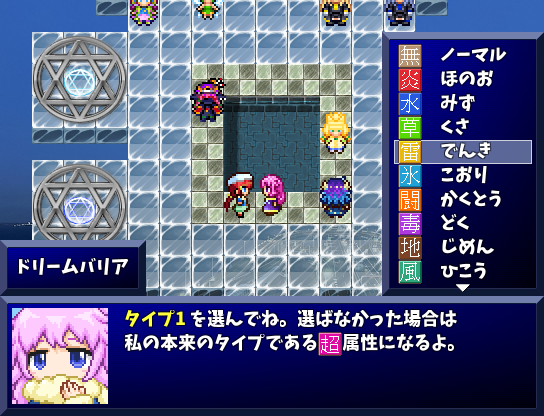 無 ノーマル
炎 ほのお
水 みず
草 くさ
雷 でんき
氷 こおり
闘 かくとう
毒 どく
地 じめん
風 ひこう
ドリームバリア
タイプ1を選んでね。選ばなかった場合は
私の本来のタイプである超属性になるよ。